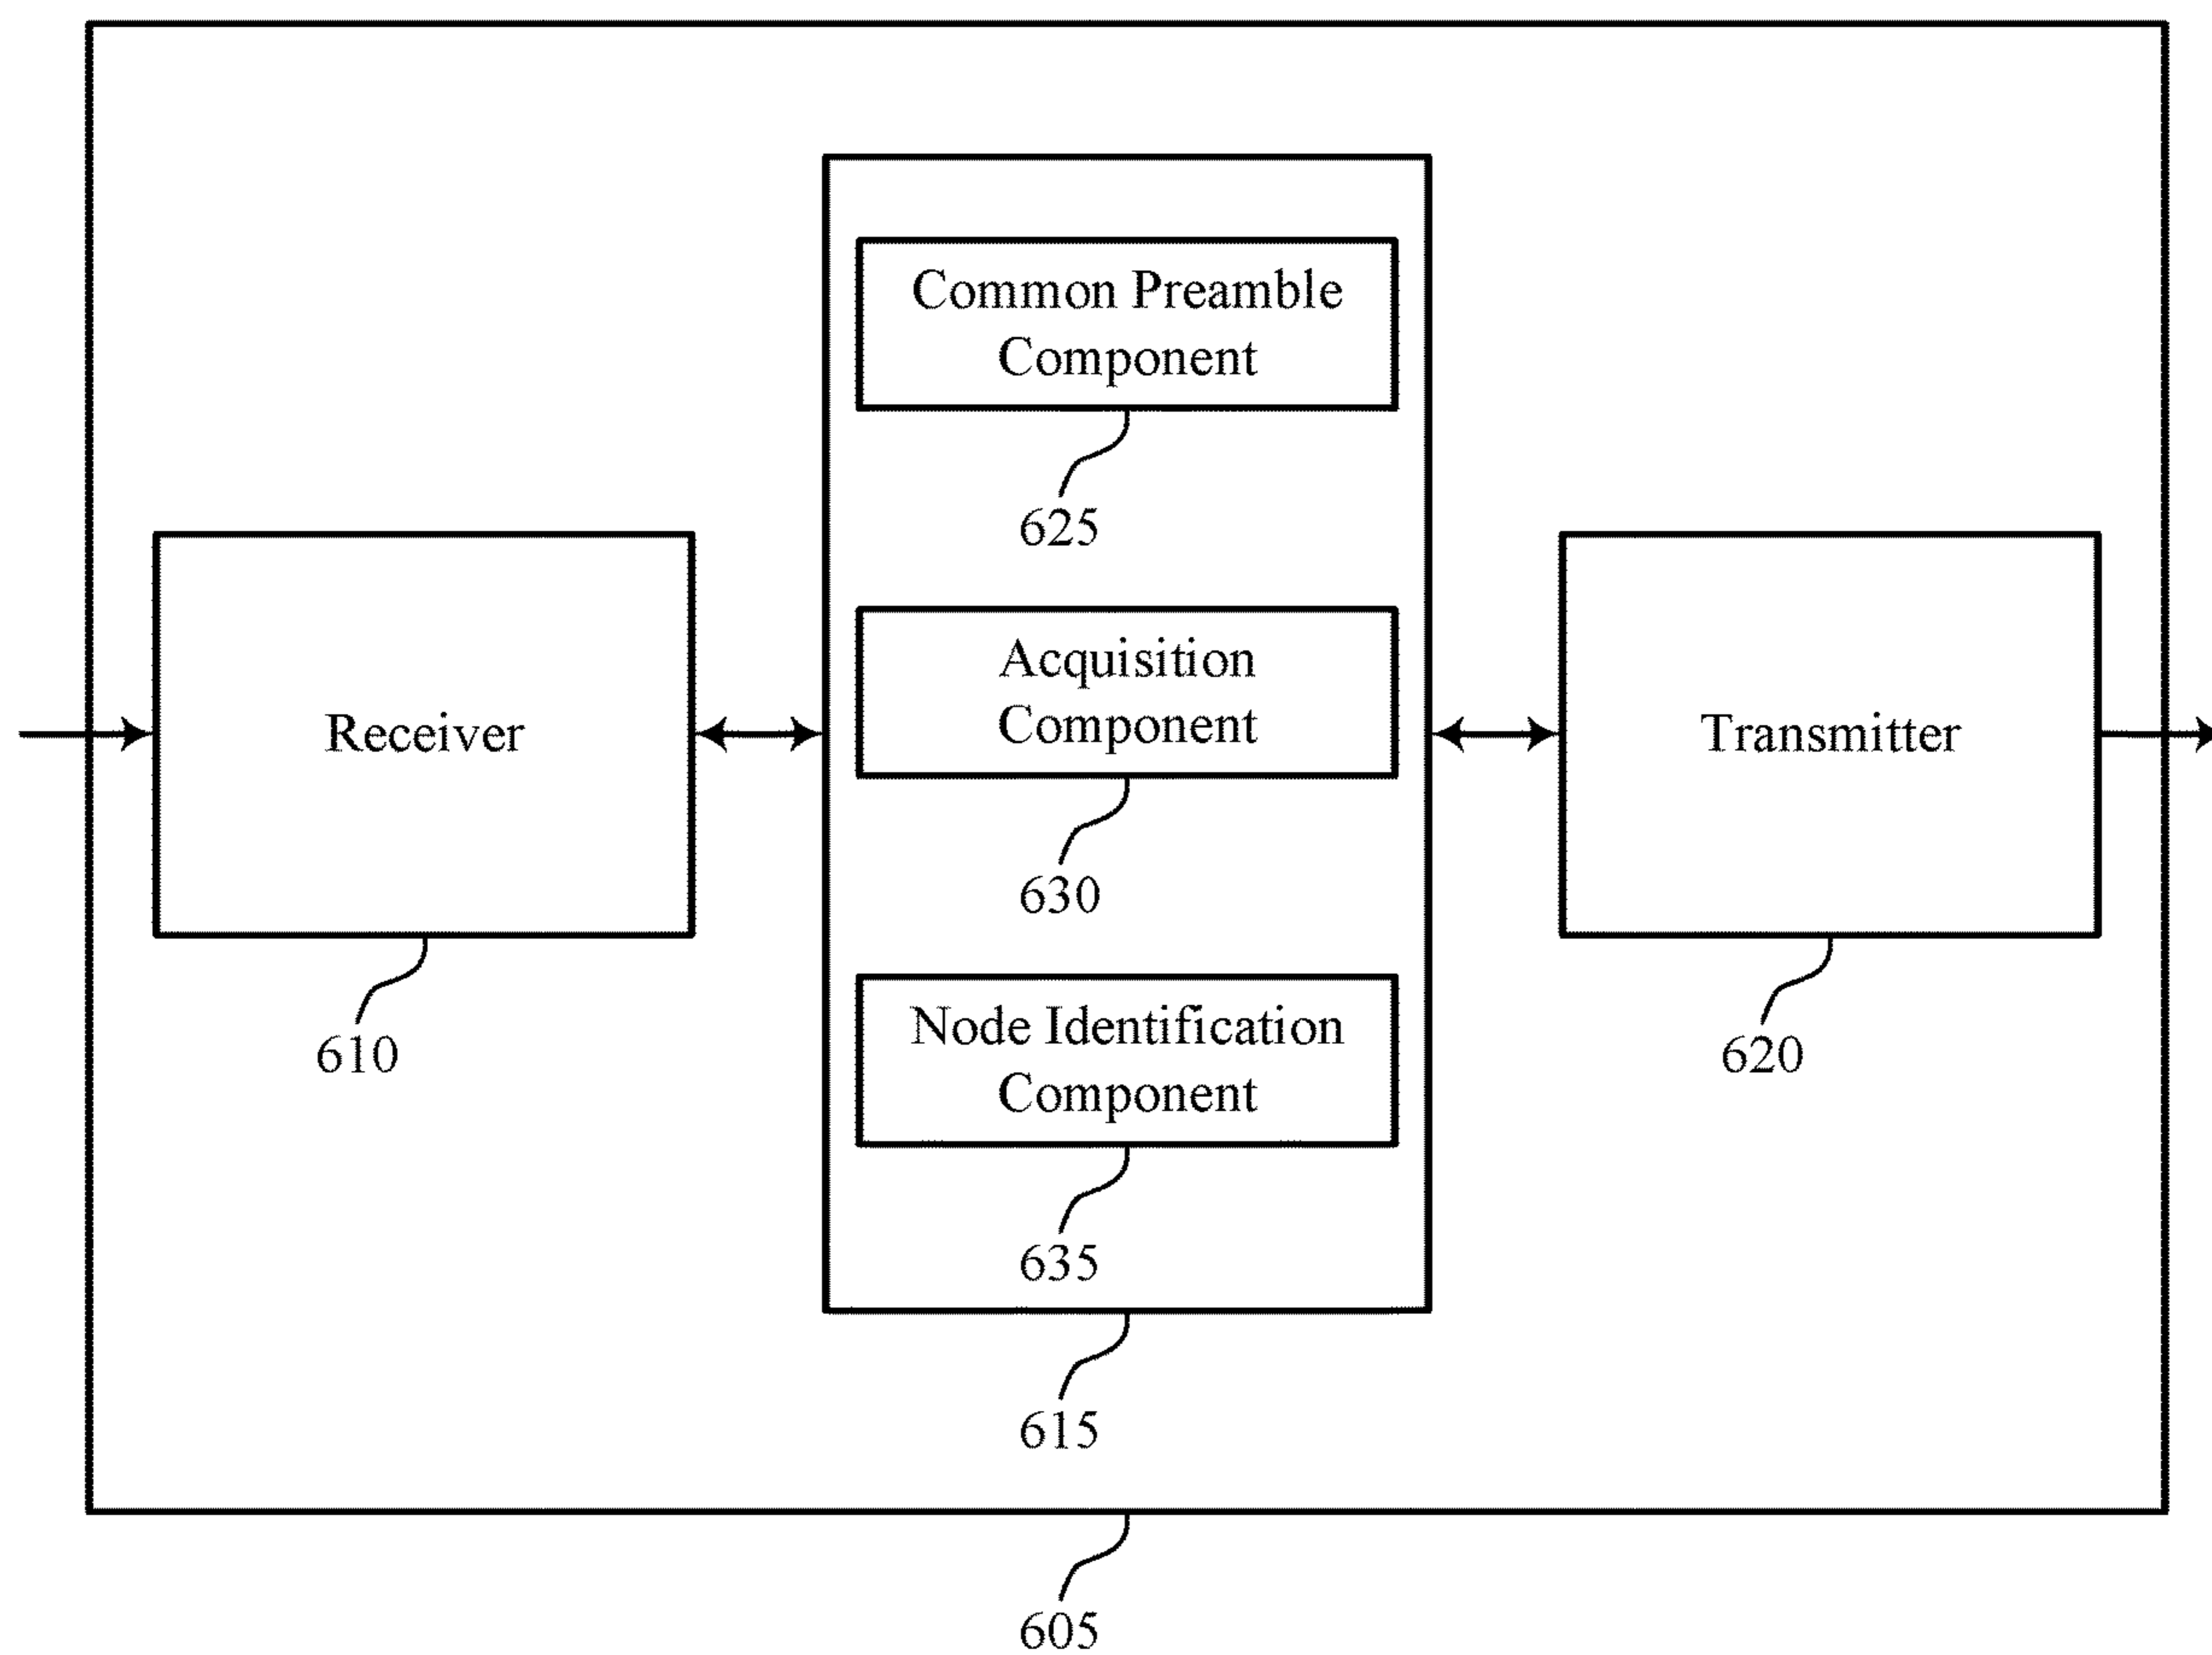 Common Preamble
Component
625
Acquisition
Component
630
Node Identification
Component
635
Receiver
610
Transmitter
620
615
605